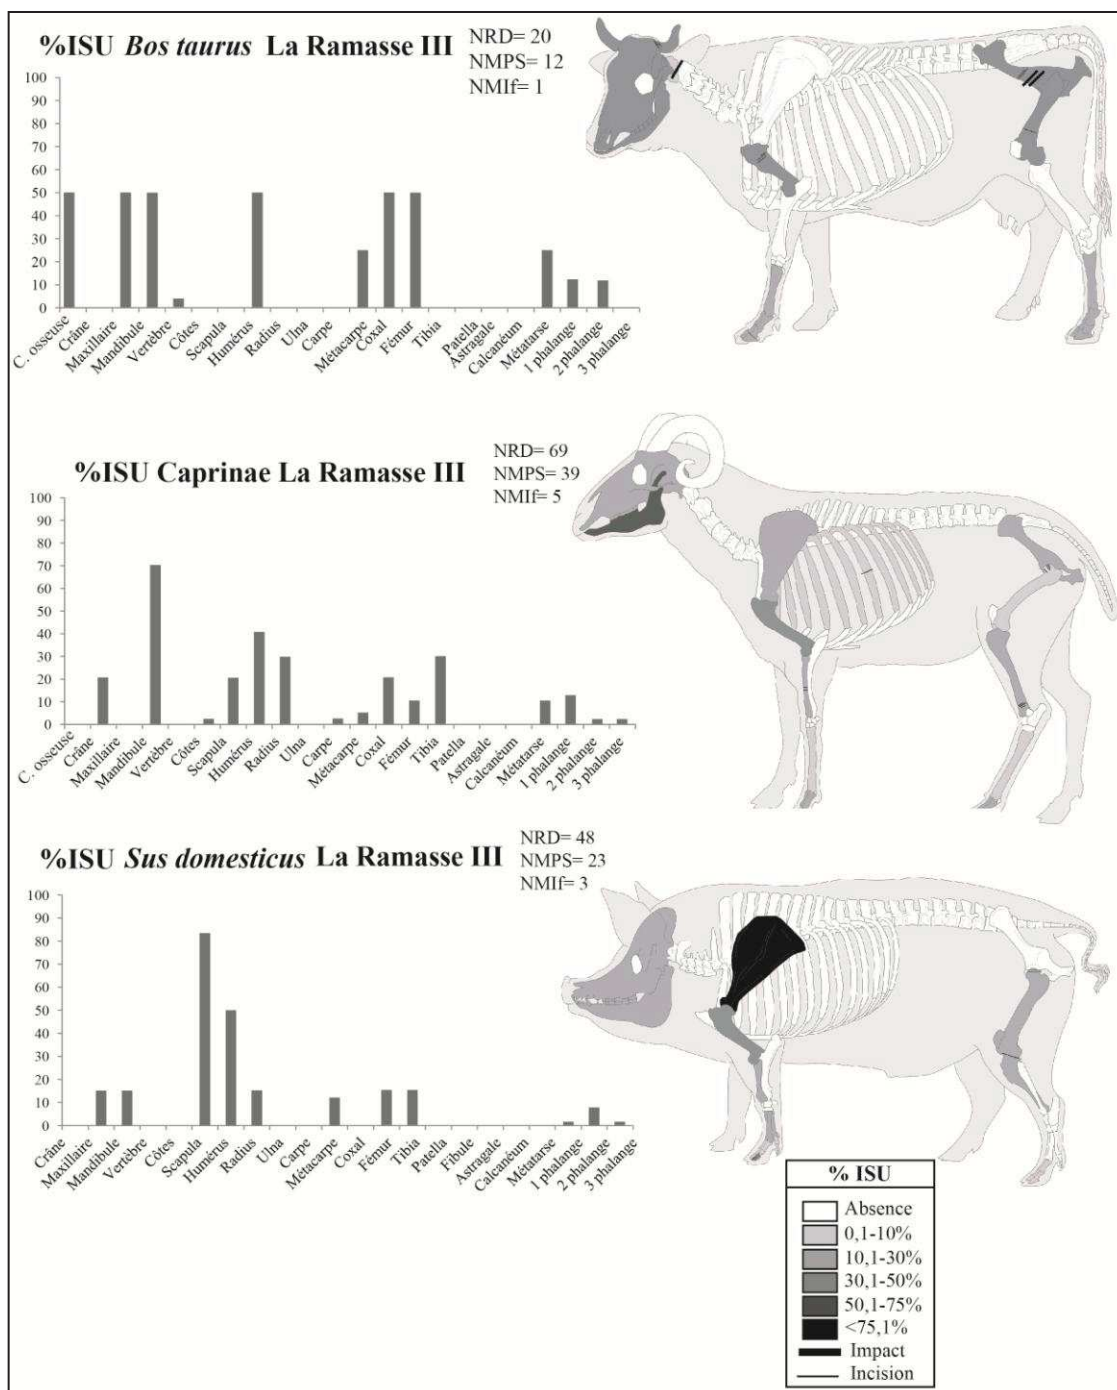 %ISU Bos taurus La Ramasse III
NRD= 20
NMPS= 12
NMIf= 1
100
90
80
70
60
50
40
30
20
10
0
C. osseuse
Crâne
Maxillaire
Mandibule
Vertèbre
Côtes
Scapula
Humérus
Radius
Ulna
Carpe
Métacarpe
Coxal
Fémur
Tibia
Patella
Astragale
Calcanéum
Métatarse
1 phalange
2 phalange
3 phalange
%ISU Caprinae La Ramasse III
NRD= 69
NMPS= 39
NMIf= 5
100
90
80
70
60
50
40
30
20
10
0
C. osseuse
Crâne
Maxillaire
Mandibule
Vertèbre
Côtes
Scapula
Humérus
Radius
Ulna
Carpe
Métacarpe
Coxal
Fémur
Tibia
Patella
Astragale
Calcanéum
Métatarse
1 phalange
2 phalange
3 phalange
%ISU Sus domesticus La Ramasse III
NRD= 48
NMPS= 23
NMIf= 3
100
90
80
70
60
50
40
30
20
10
0
Crâne
Maxillaire
Mandibule
Vertèbre
Côtes
Scapula
Humérus
Radius
Ulna
Carpe
Métacarpe
Coxal
Fémur
Tibia
Patella
Fibule
Astragale
Calcanéum
Métatarse
1 phalange
2 phalange
3 phalange
% ISU
Absence
0,1-10%
10,1-30%
30,1-50%
50,1-75%
<75,1%
Impact
Incision